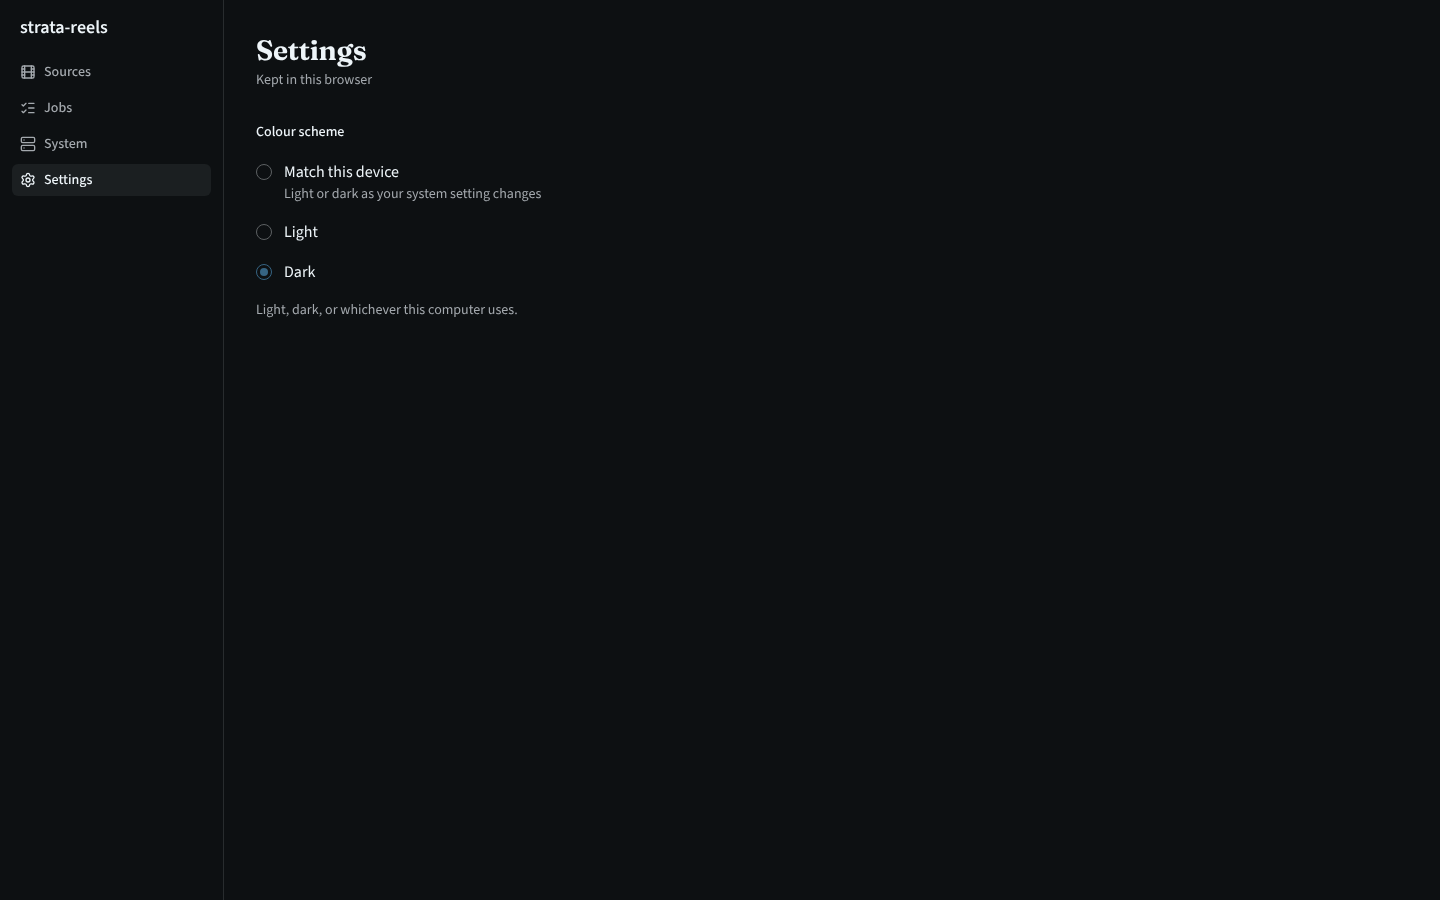 strata-reels
Sources
Jobs
System
Settings
Settings
Kept in this browser
Colour scheme
Match this device
Light or dark as your system setting changes
Light
Dark
Light, dark, or whichever this computer uses.